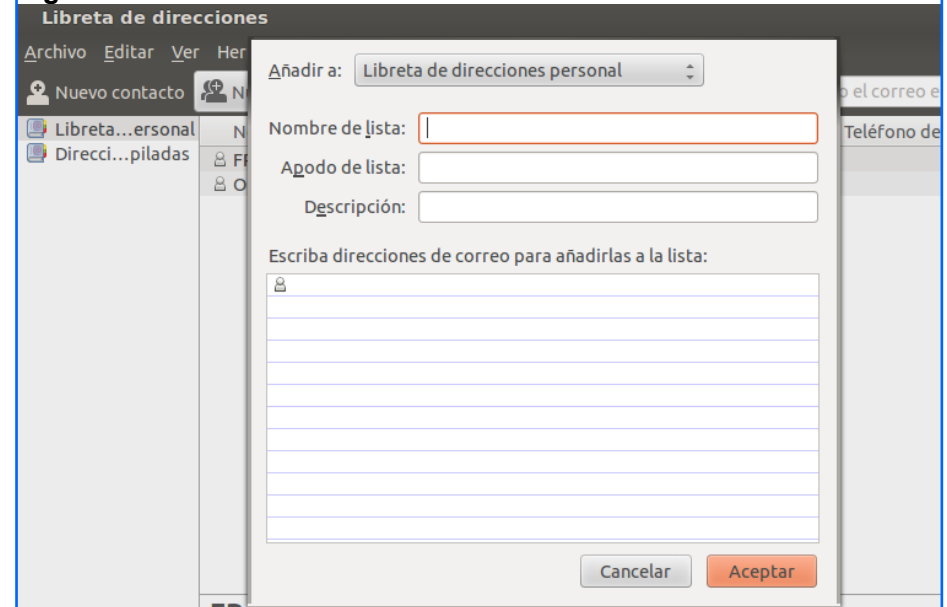 Libreta de direcciones
Archivo Editar Ver Her
Nuevo contacto N
Libreta...ersonal
Direcci...piladas
N
FF
O
Añadir a: Libreta de direcciones personal
Nombre de lista:
Apodo de lista:
Descripción:
Escriba direcciones de correo para añadirlas a la lista:
Cancelar Aceptar
o el correo e
Teléfono de